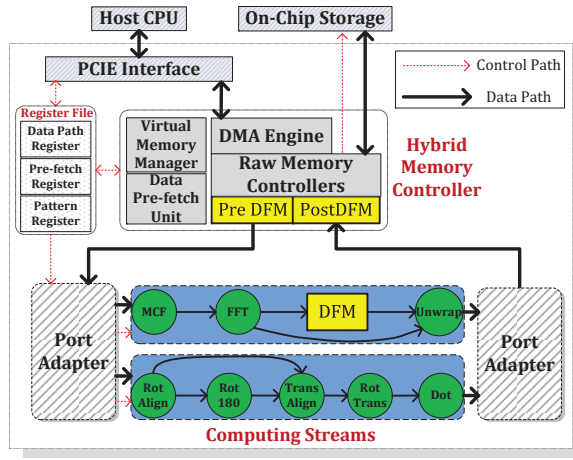 Host CPU
On-Chip Storage
PCIE Interface
Control Path
Data Path
Register File
Data Path
Register
Pre-fetch
Register
Pattern
Register
Virtual
Memory
Manager
Data
Pre-fetch
Unit
DMA Engine
Raw Memory
Controllers
Pre DFM
PostDFM
Hybrid
Memory
Controller
Port
Adapter
MCF
FFT
DFM
Unwrap
Rot
Align
Rot
180
Trans
Align
Rot
Trans
Dot
Port
Adapter
Computing Streams